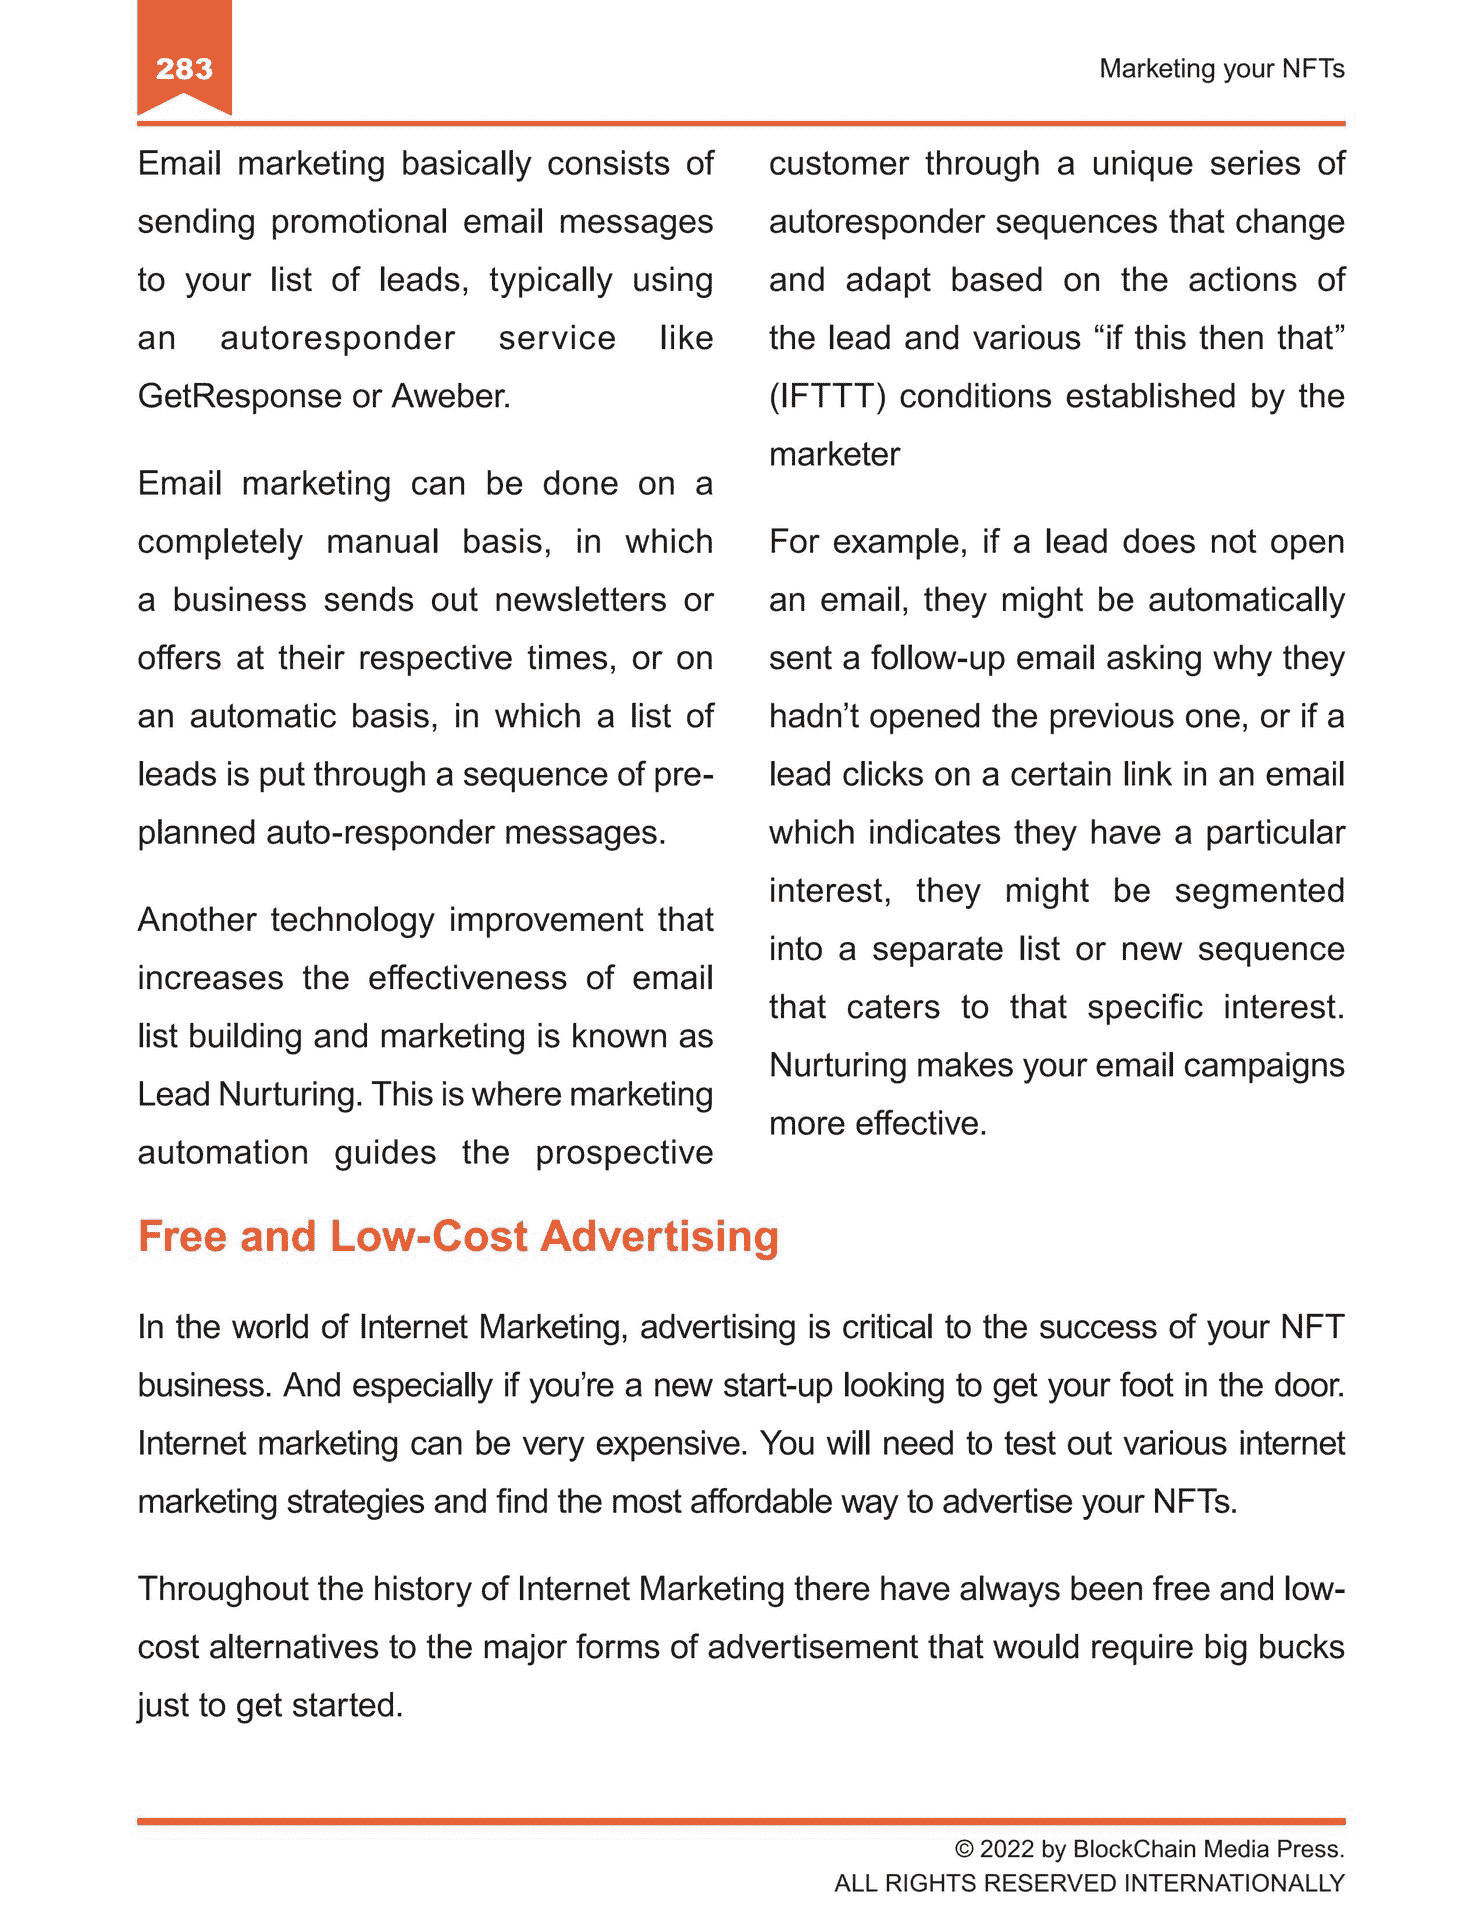 283
Marketing your NFTs
Email marketing basically consists of
sending promotional email messages
to your list of leads, typically using
an autoresponder service like
GetResponse or Aweber.
Email marketing can be done on a
completely manual basis, in which
a business sends out newsletters or
offers at their respective times, or on
an automatic basis, in which a list of
leads is put through a sequence of pre-
planned auto-responder messages.
Another technology improvement that
increases the effectiveness of email
list building and marketing is known as
Lead Nurturing. This is where marketing
automation guides the prospective
customer through a unique series of
autoresponder sequences that change
and adapt based on the actions of
the lead and various “if this then that”
(IFTTT) conditions established by the
marketer
For example, if a lead does not open
an email, they might be automatically
sent a follow-up email asking why they
hadn’t opened the previous one, or if a
lead clicks on a certain link in an email
which indicates they have a particular
interest, they might be segmented
into a separate list or new sequence
that caters to that specific interest.
Nurturing makes your email campaigns
more effective.
Free and Low-Cost Advertising
In the world of Internet Marketing, advertising is critical to the success of your NFT
business. And especially if you’re a new start-up looking to get your foot in the door.
Internet marketing can be very expensive. You will need to test out various internet
marketing strategies and find the most affordable way to advertise your NFTs.
Throughout the history of Internet Marketing there have always been free and low-
cost alternatives to the major forms of advertisement that would require big bucks
just to get started.
© 2022 by BlockChain Media Press.
ALL RIGHTS RESERVED INTERNATIONALLY